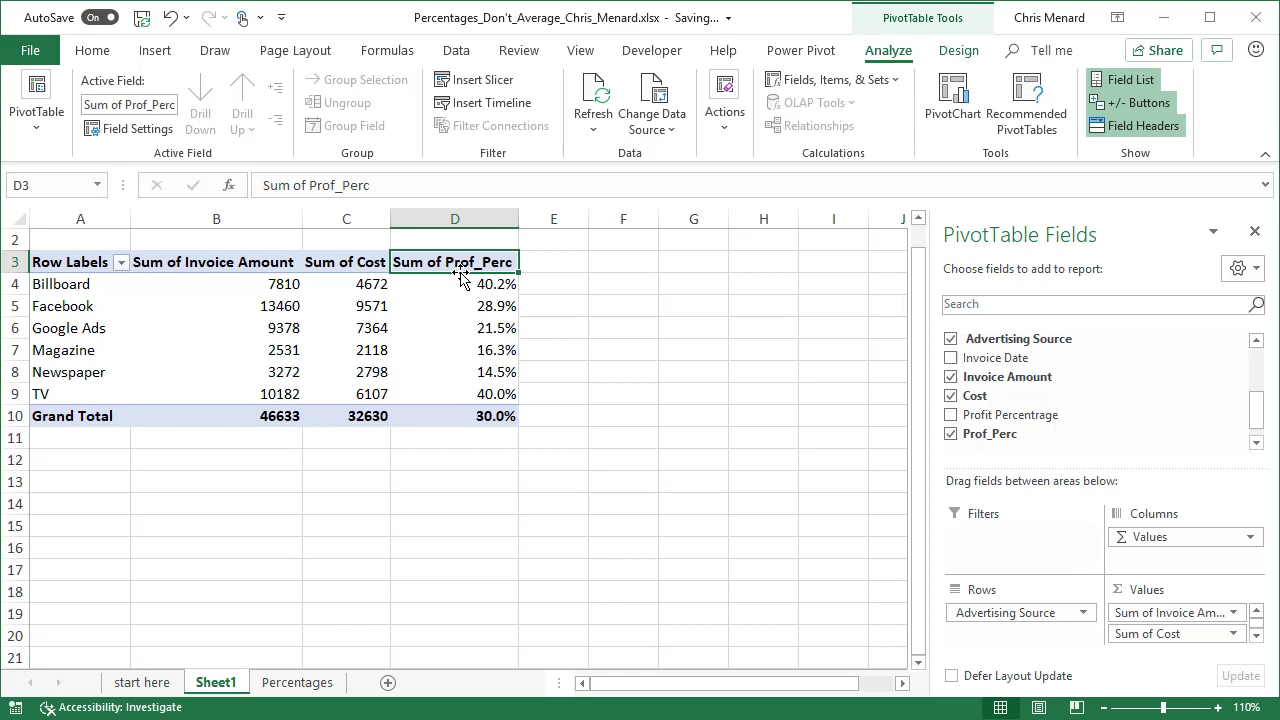 AutoSave On Percentages_Don't_Average_Chris_Menard.xlsx - Saving... PivotTable Tools Chris Menard
File Home Insert Draw Page Layout Formulas Data Review View Developer Help Power Pivot Analyze Design Tell me Share
PivotTable
Active Field:
Sum of Prof_Perc
Field Settings
Drill Down
Drill Up
Active Field
Group Selection
Ungroup
Group Field
Group
Insert Slicer
Insert Timeline
Filter Connections
Filter
Refresh
Change Data Source
Data
Actions
Fields, Items, & Sets
OLAP Tools
Relationships
Calculations
PivotChart
Recommended PivotTables
Tools
Field List
+/- Buttons
Field Headers
Show
D3 fx Sum of Prof_Perc
A B C D E F G H I J
2
3 Row Labels Sum of Invoice Amount Sum of Cost Sum of Prof_Perc
4 Billboard 7810 4672 40.2%
5 Facebook 13460 9571 28.9%
6 Google Ads 9378 7364 21.5%
7 Magazine 2531 2118 16.3%
8 Newspaper 3272 2798 14.5%
9 TV 10182 6107 40.0%
10 Grand Total 46633 32630 30.0%
11
12
13
14
15
16
17
18
19
20
21
PivotTable Fields
Choose fields to add to report:
Search
Advertising Source
Invoice Date
Invoice Amount
Cost
Profit Percentage
Prof_Perc
Drag fields between areas below:
Filters
Columns
Σ Values
Rows
Advertising Source
Σ Values
Sum of Invoice Am...
Sum of Cost
Defer Layout Update Update
start here Sheet1 Percentages
Accessibility: Investigate 110%